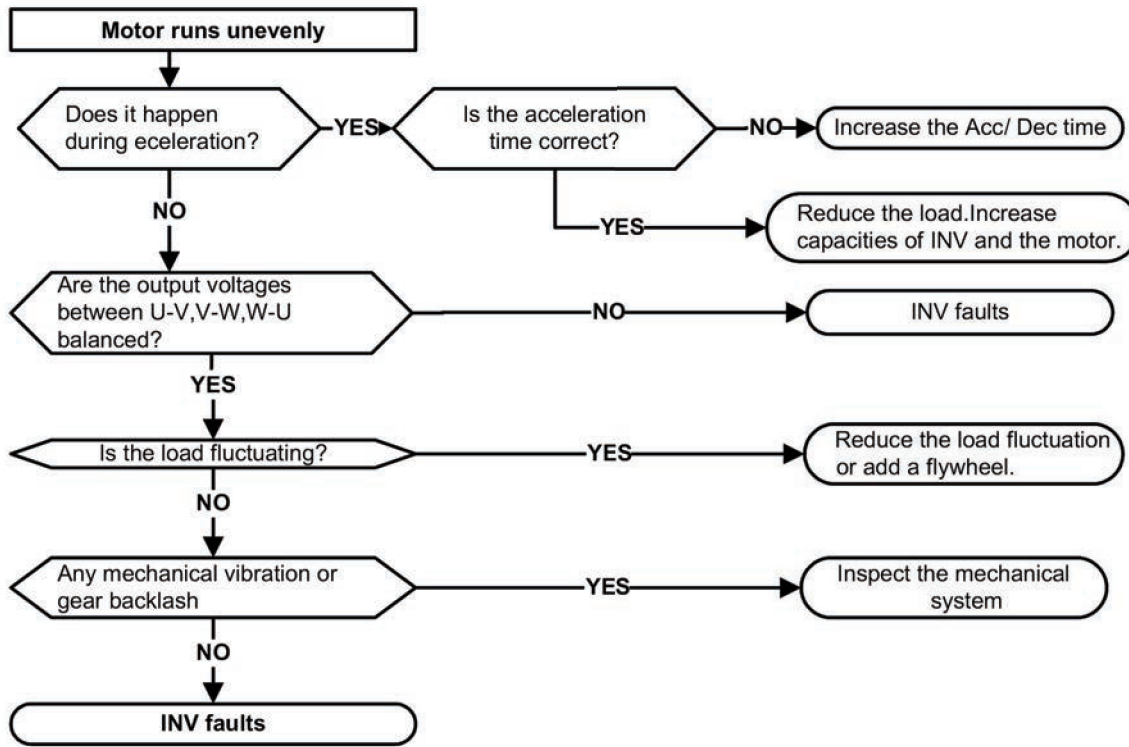 Motor runs unevenly
Does it happen
during eceleration?
YES
Is the acceleration
time correct?
NO
Increase the Acc/ Dec time
NO
YES
Reduce the load.Increase
capacities of INV and the motor.
Are the output voltages
between U-V,V-W,W-U
balanced?
NO
INV faults
YES
Is the load fluctuating?
YES
Reduce the load fluctuation
or add a flywheel.
NO
Any mechanical vibration or
gear backlash
YES
Inspect the mechanical
system
NO
INV faults